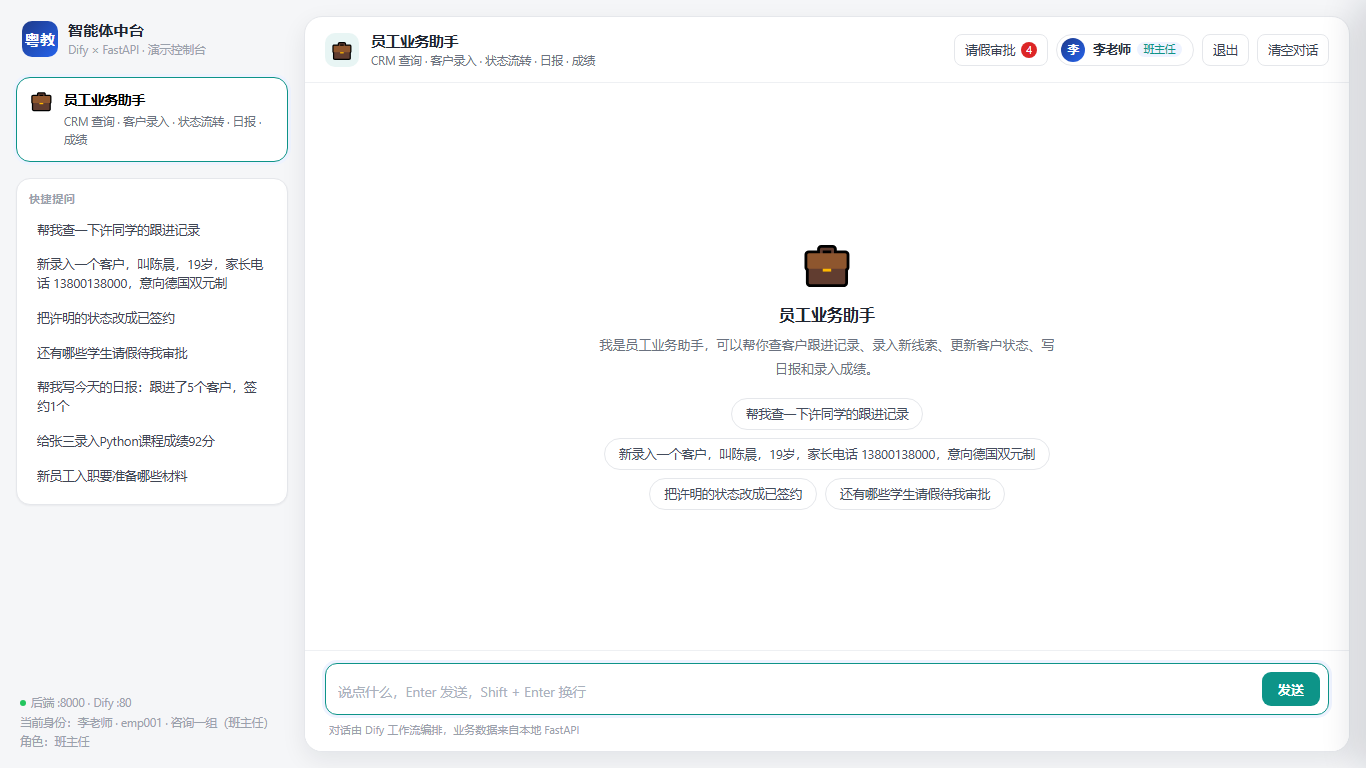 粤教
智能体中台
Dify × FastAPI · 演示控制台
员工业务助手
CRM 查询 · 客户录入 · 状态流转 · 日报 ·
成绩
快捷提问
帮我查一下许同学的跟进记录
新录入一个客户，叫陈晨，19岁，家长电
话 13800138000，意向德国双元制
把许明的状态改成已签约
还有哪些学生请假待我审批
帮我写今天的日报：跟进了5个客户，签
约1个
给张三录入Python课程成绩92分
新员工入职要准备哪些材料
后端 :8000 · Dify :80
当前身份：李老师 · emp001 · 咨询一组（班主任）
角色：班主任
员工业务助手
CRM 查询 · 客户录入 · 状态流转 · 日报 · 成绩
请假审批 4
李 李老师 班主任
退出
清空对话
员工业务助手
我是员工业务助手，可以帮你查客户跟进记录、录入新线索、更新客户状态、写
日报和录入成绩。
帮我查一下许同学的跟进记录
新录入一个客户，叫陈晨，19岁，家长电话 13800138000，意向德国双元制
把许明的状态改成已签约
还有哪些学生请假待我审批
说点什么，Enter 发送，Shift + Enter 换行
发送
对话由 Dify 工作流编排，业务数据来自本地 FastAPI